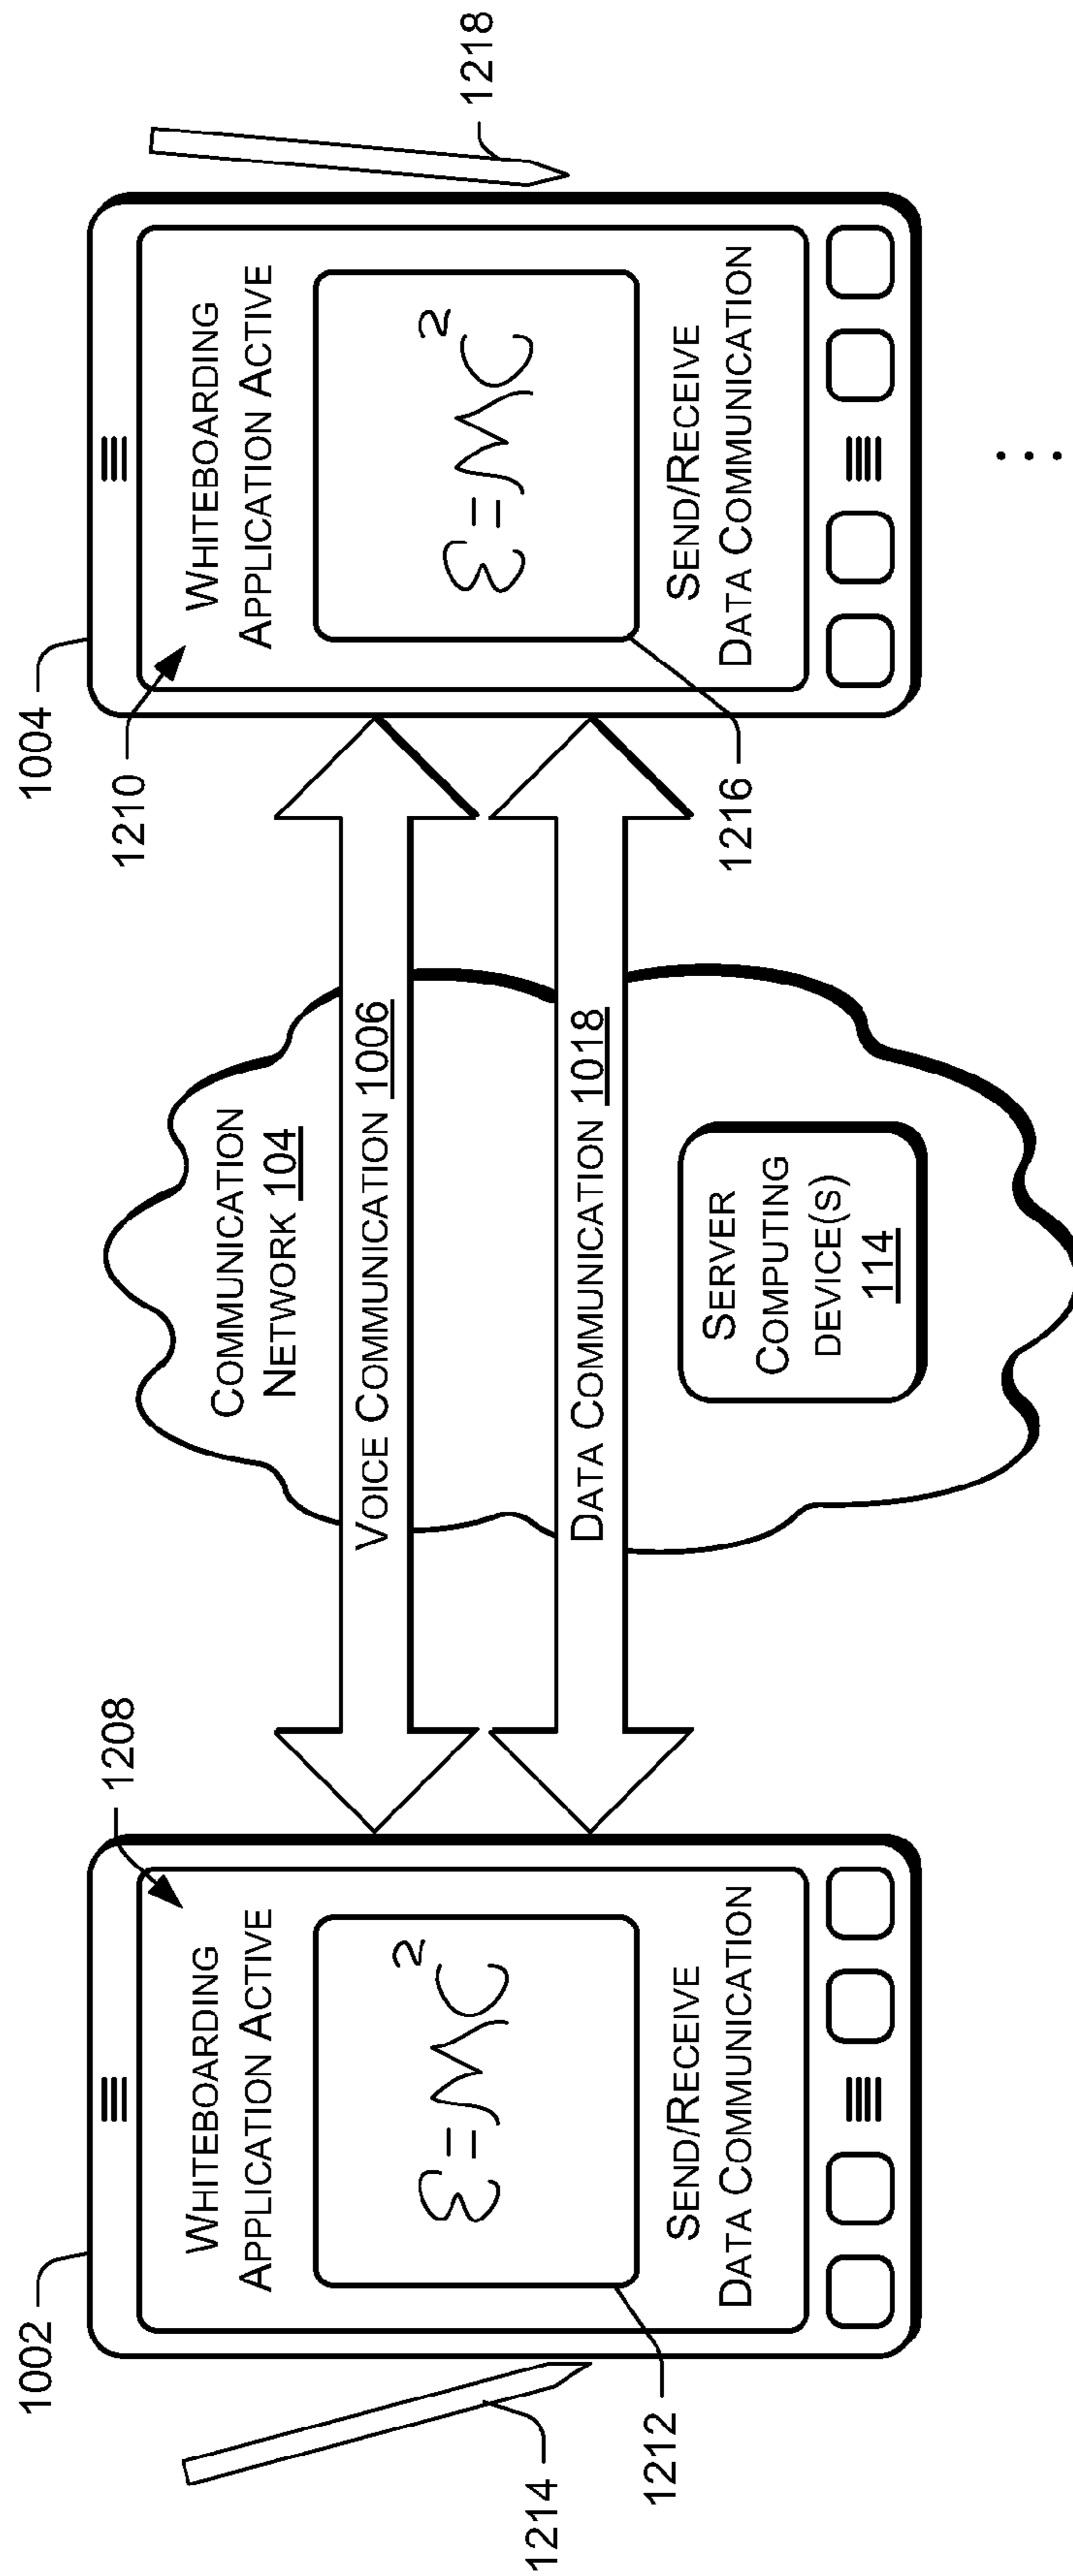 1002
1208
WHITEBOARDING
APPLICATION ACTIVE
ε=MC²
SEND/RECEIVE
DATA COMMUNICATION
1214
1212
COMMUNICATION
NETWORK 104
VOICE COMMUNICATION 1006
DATA COMMUNICATION 1018
SERVER
COMPUTING
DEVICE(S)
114
1004
1210
WHITEBOARDING
APPLICATION ACTIVE
ε=MC²
SEND/RECEIVE
DATA COMMUNICATION
1216
1218